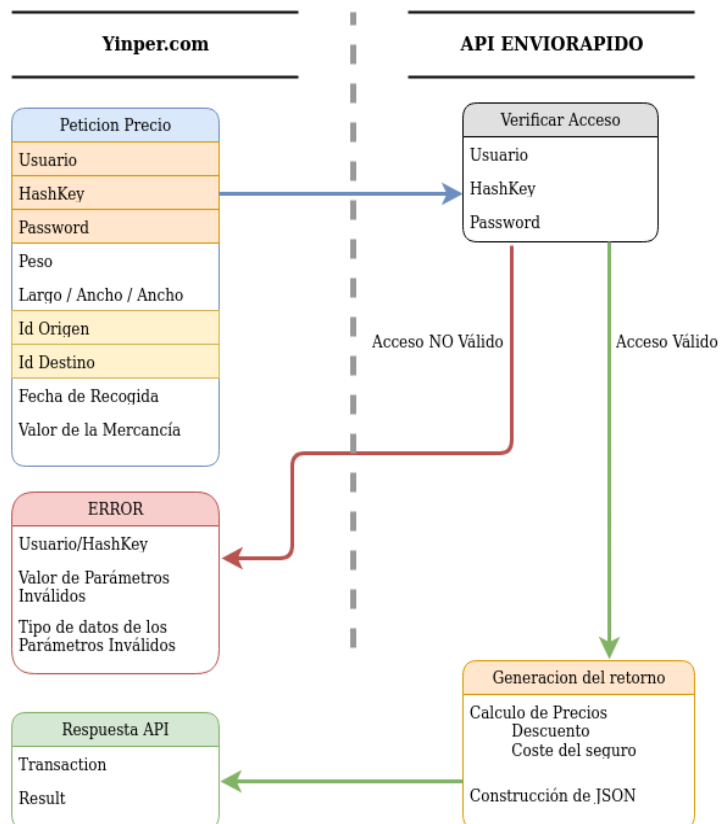 Yinper.com
API ENVIORAPIDO
Peticion Precio
Usuario
HashKey
Password
Peso
Largo / Ancho / Ancho
Id Origen
Id Destino
Fecha de Recogida
Valor de la Mercancía
Verificar Acceso
Usuario
HashKey
Password
Acceso NO Válido
Acceso Válido
ERROR
Usuario/HashKey
Valor de Parámetros
Inválidos
Tipo de datos de los
Parámetros Inválidos
Generacion del retorno
Calculo de Precios
Descuento
Coste del seguro
Construcción de JSON
Respuesta API
Transaction
Result